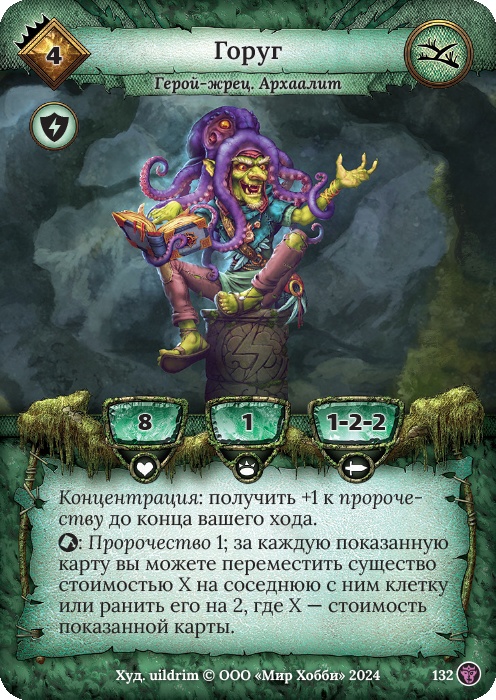 4
Горуг
Герой-жрец. Архаалит
8
1
1-2-2
Концентрация: получить +1 к пророче-
ству до конца вашего хода.
: Пророчество 1; за каждую показанную
карту вы можете переместить существо
стоимостью X на соседнюю с ним клетку
или ранить его на 2, где X — стоимость
показанной карты.
Худ. uildrim © ООО «Мир Хобби» 2024
132